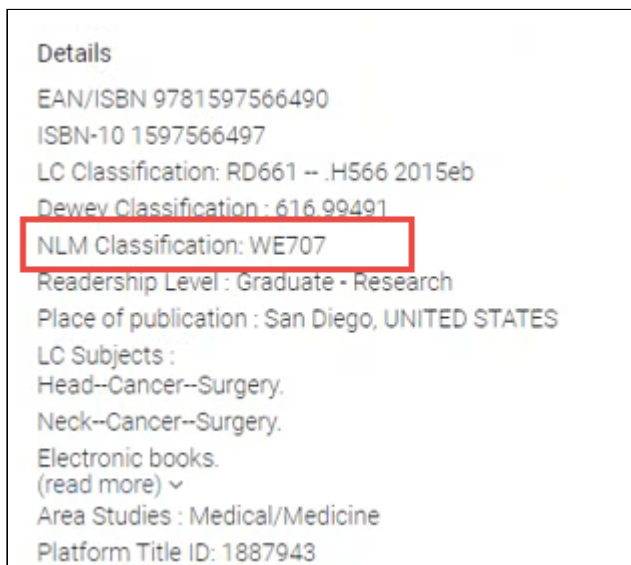 Details
EAN/ISBN 9781597566490
ISBN-10 1597566497
LC Classification: RD661 -- .H566 2015eb
Dewey Classification : 616.99491
NLM Classification: WE707
Readership Level : Graduate - Research
Place of publication : San Diego, UNITED STATES
LC Subjects :
Head--Cancer--Surgery.
Neck--Cancer--Surgery.
Electronic books.
(read more)
Area Studies : Medical/Medicine
Platform Title ID: 1887943